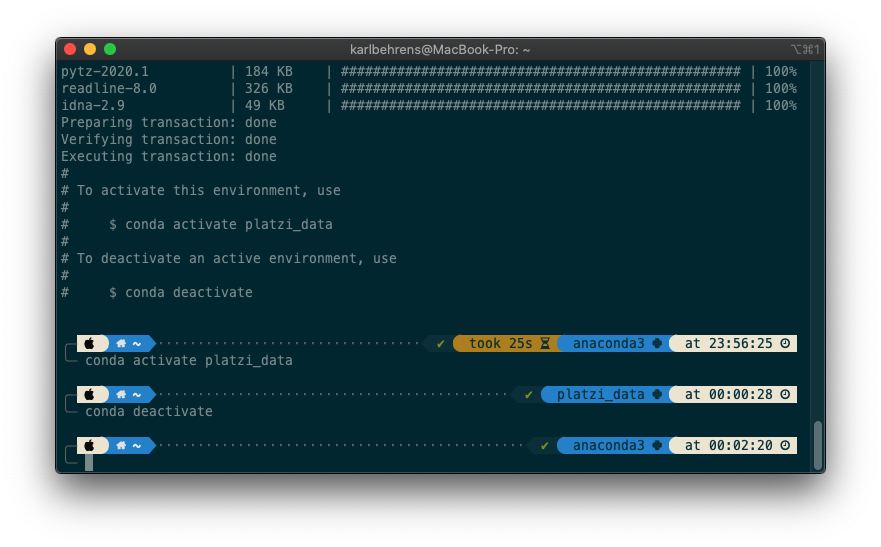 karlbehrens@MacBook-Pro: ~ ⌥⌘1
pytz-2020.1 | 184 KB | ################################################## | 100%
readline-8.0 | 326 KB | ################################################## | 100%
idna-2.9 | 49 KB | ################################################## | 100%
Preparing transaction: done
Verifying transaction: done
Executing transaction: done
#
# To activate this environment, use
#
#     $ conda activate platzi_data
#
# To deactivate an active environment, use
#
#     $ conda deactivate
~ ✔ took 25s anaconda3 at 23:56:25
conda activate platzi_data
~ ✔ platzi_data at 00:00:28
conda deactivate
~ ✔ anaconda3 at 00:02:20